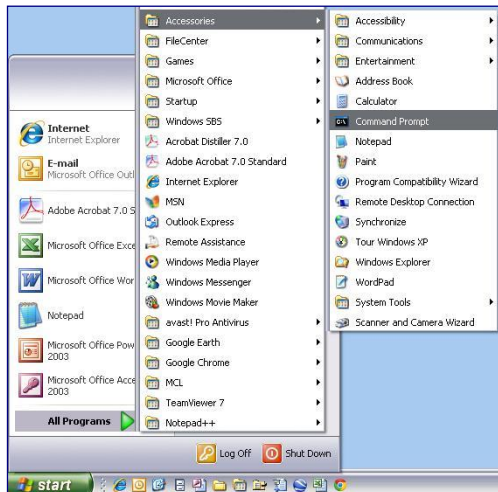 Internet
Internet Explorer
E-mail
Microsoft Office Outl
Adobe Acrobat 7.0 S
Microsoft Office Exce
Microsoft Office Wor
Notepad
Microsoft Office Pow
2003
Microsoft Office Acce
2003
All Programs
Log Off
Shut Down
start
Accessories
FileCenter
Games
Microsoft Office
Startup
Windows SBS
Acrobat Distiller 7.0
Adobe Acrobat 7.0 Standard
Internet Explorer
MSN
Outlook Express
Remote Assistance
Windows Media Player
Windows Messenger
Windows Movie Maker
avast! Pro Antivirus
Google Earth
Google Chrome
MCL
TeamViewer 7
Notepad++
Accessibility
Communications
Entertainment
Address Book
Calculator
Command Prompt
Notepad
Paint
Program Compatibility Wizard
Remote Desktop Connection
Synchronize
Tour Windows XP
Windows Explorer
WordPad
System Tools
Scanner and Camera Wizard